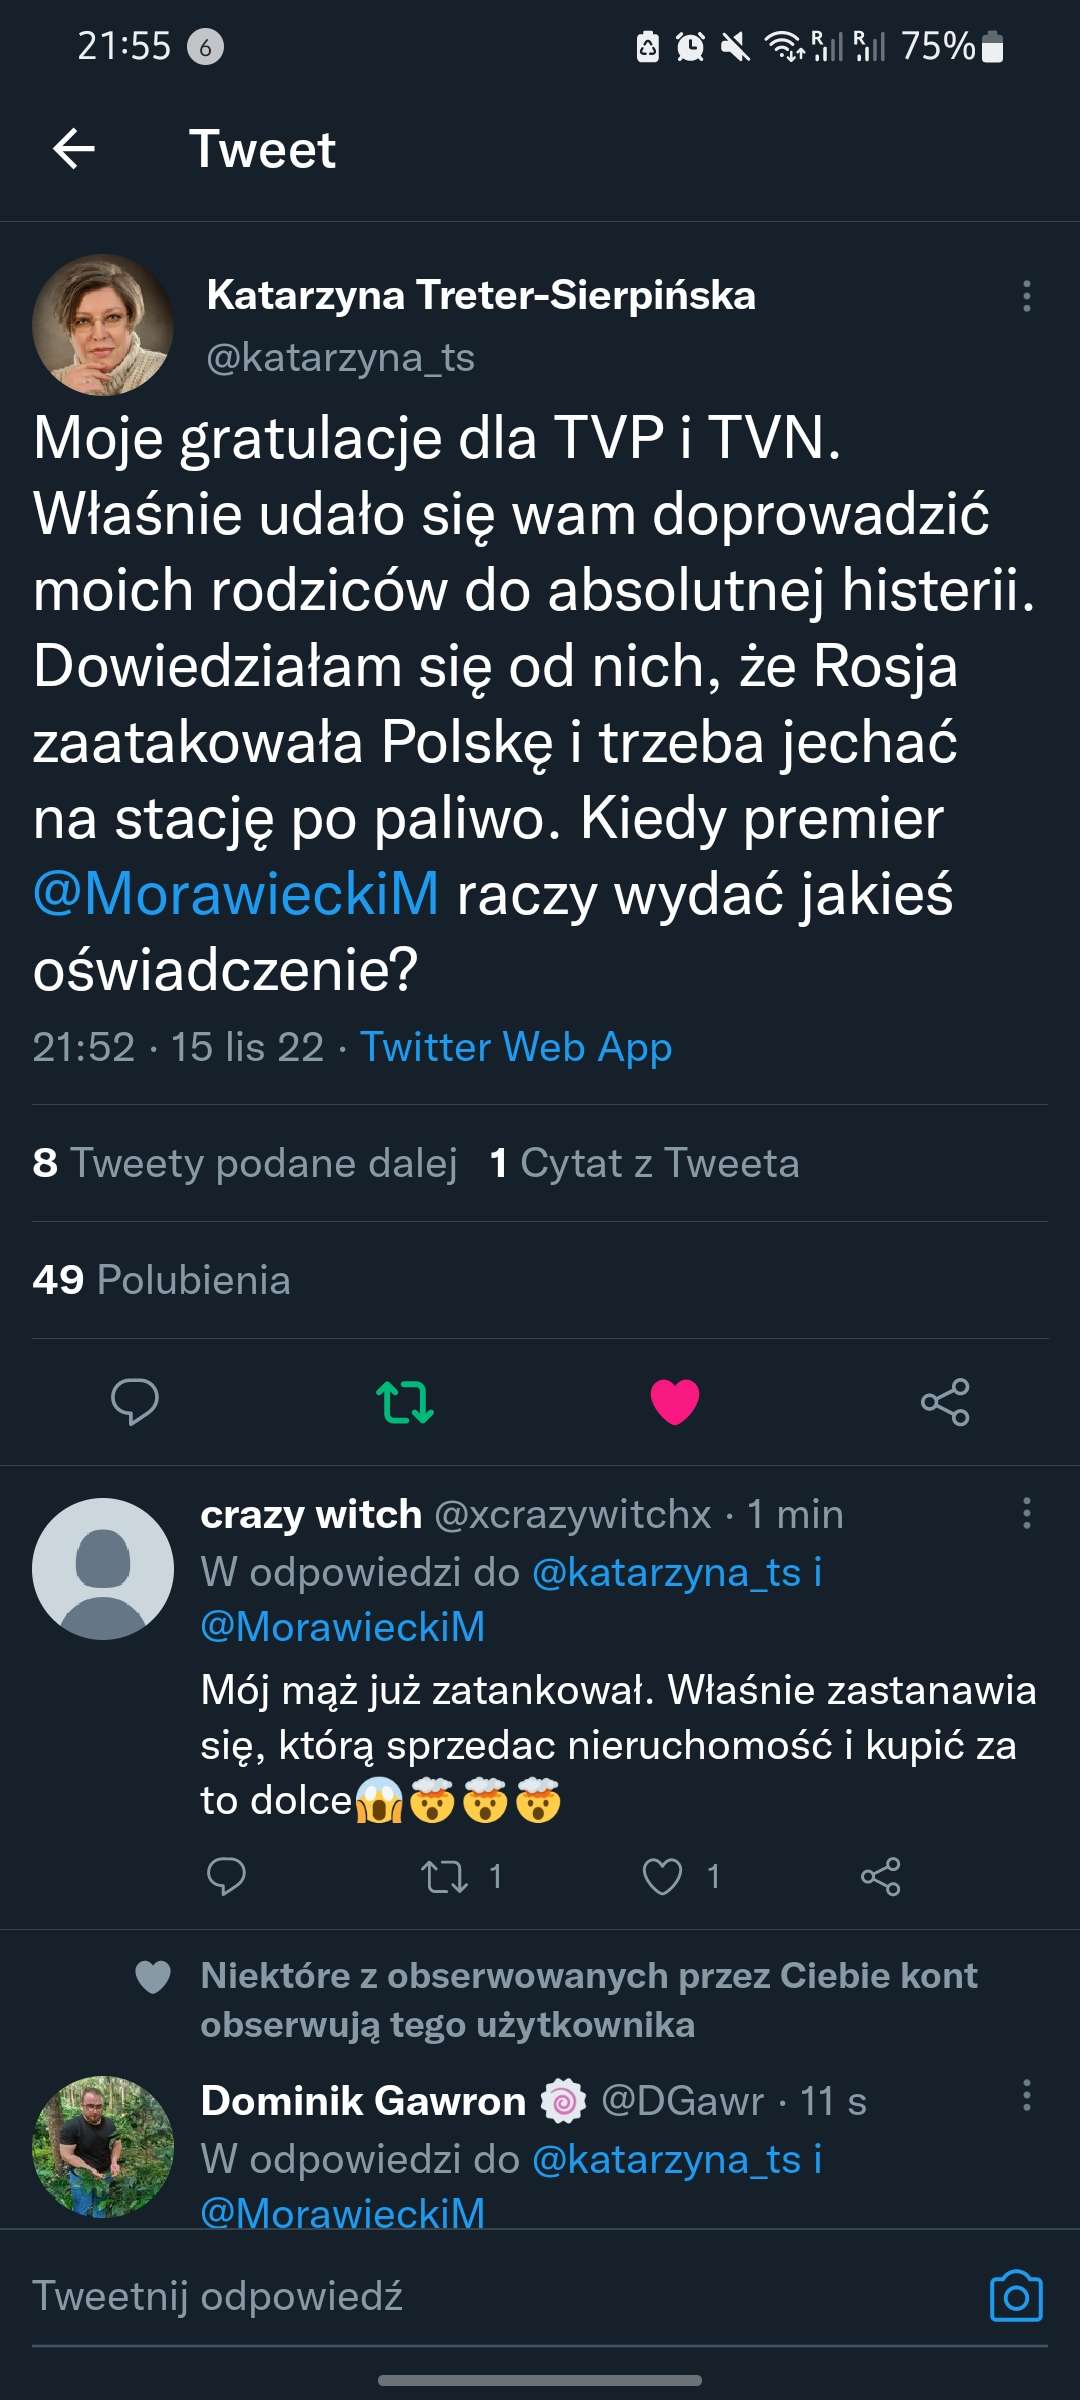 21:55 6 R R 75%
Tweet
Katarzyna Treter-Sierpińska
@katarzyna_ts
Moje gratulacje dla TVP i TVN.
Właśnie udało się wam doprowadzić
moich rodziców do absolutnej histerii.
Dowiedziałam się od nich, że Rosja
zaatakowała Polskę i trzeba jechać
na stację po paliwo. Kiedy premier
@MorawieckiM raczy wydać jakieś
oświadczenie?
21:52 · 15 lis 22 · Twitter Web App
8 Tweety podane dalej 1 Cytat z Tweeta
49 Polubienia
crazy witch @xcrazywitchx · 1 min
W odpowiedzi do @katarzyna_ts i
@MorawieckiM
Mój mąż już zatankował. Właśnie zastanawia
się, którą sprzedac nieruchomość i kupić za
to dolce😱🤯🤯🤯
1 1
Niektóre z obserwowanych przez Ciebie kont
obserwują tego użytkownika
Dominik Gawron 🍥 @DGawr · 11 s
W odpowiedzi do @katarzyna_ts i
@MorawieckiM
Tweetnij odpowiedź